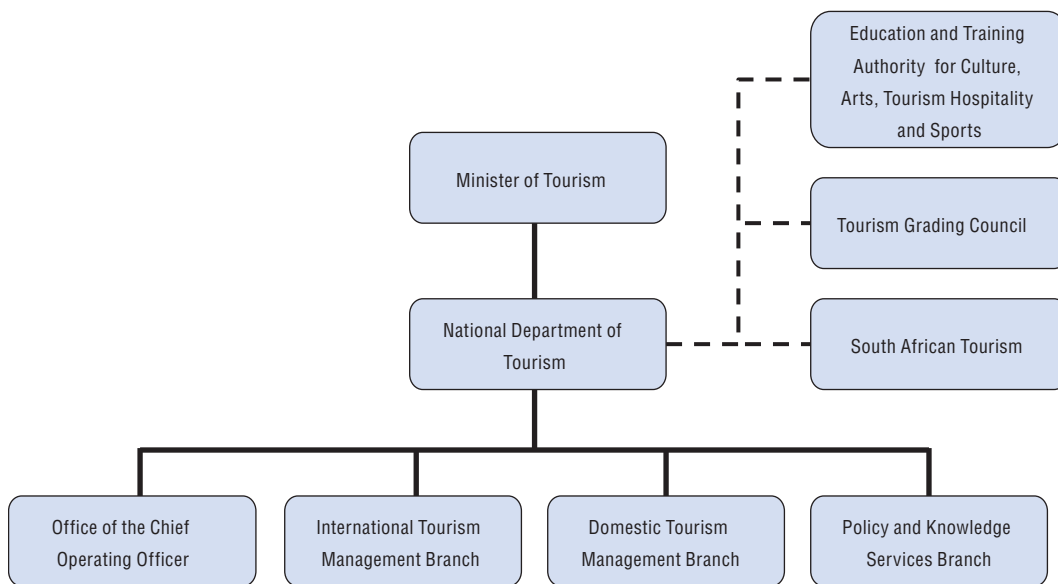 Education and Training
Authority for Culture,
Arts, Tourism Hospitality
and Sports
Minister of Tourism
Tourism Grading Council
National Department of
Tourism
South African Tourism
Office of the Chief
Operating Officer
International Tourism
Management Branch
Domestic Tourism
Management Branch
Policy and Knowledge
Services Branch